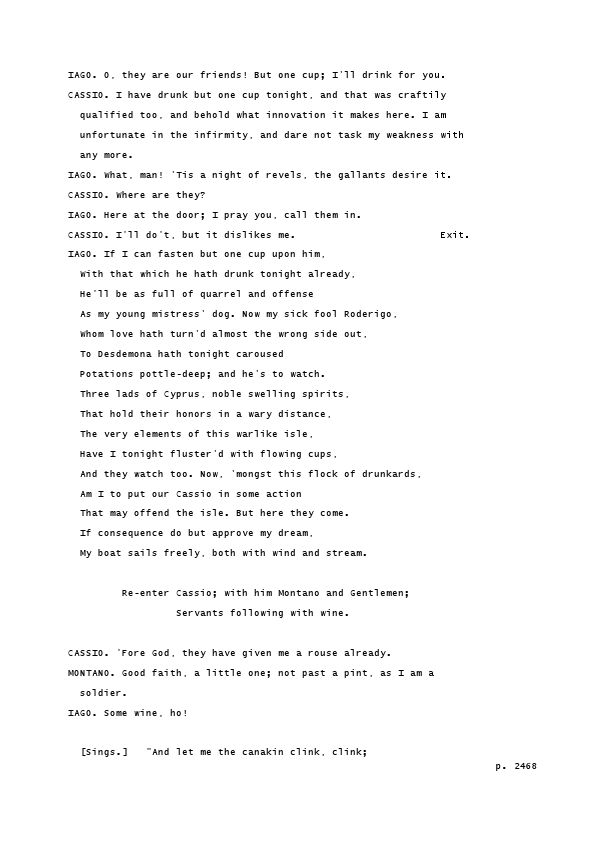 IAGO. O, they are our friends! But one cup; I'll drink for you.
CASSIO. I have drunk but one cup tonight, and that was craftily
qualified too, and behold what innovation it makes here. I am
unfortunate in the infirmity, and dare not task my weakness with
any more.
IAGO. What, man! 'Tis a night of revels, the gallants desire it.
CASSIO. Where are they?
IAGO. Here at the door; I pray you, call them in.
CASSIO. I'll do't, but it dislikes me. Exit.
IAGO. If I can fasten but one cup upon him,
With that which he hath drunk tonight already,
He'll be as full of quarrel and offense
As my young mistress' dog. Now my sick fool Roderigo,
Whom love hath turn'd almost the wrong side out,
To Desdemona hath tonight caroused
Potations pottle-deep; and he's to watch.
Three lads of Cyprus, noble swelling spirits,
That hold their honors in a wary distance,
The very elements of this warlike isle,
Have I tonight fluster'd with flowing cups,
And they watch too. Now, 'mongst this flock of drunkards,
Am I to put our Cassio in some action
That may offend the isle. But here they come.
If consequence do but approve my dream,
My boat sails freely, both with wind and stream.
Re-enter Cassio; with him Montano and Gentlemen;
Servants following with wine.
CASSIO. 'Fore God, they have given me a rouse already.
MONTANO. Good faith, a little one; not past a pint, as I am a
soldier.
IAGO. Some wine, ho!
[Sings.] "And let me the canakin clink, clink;
p. 2468